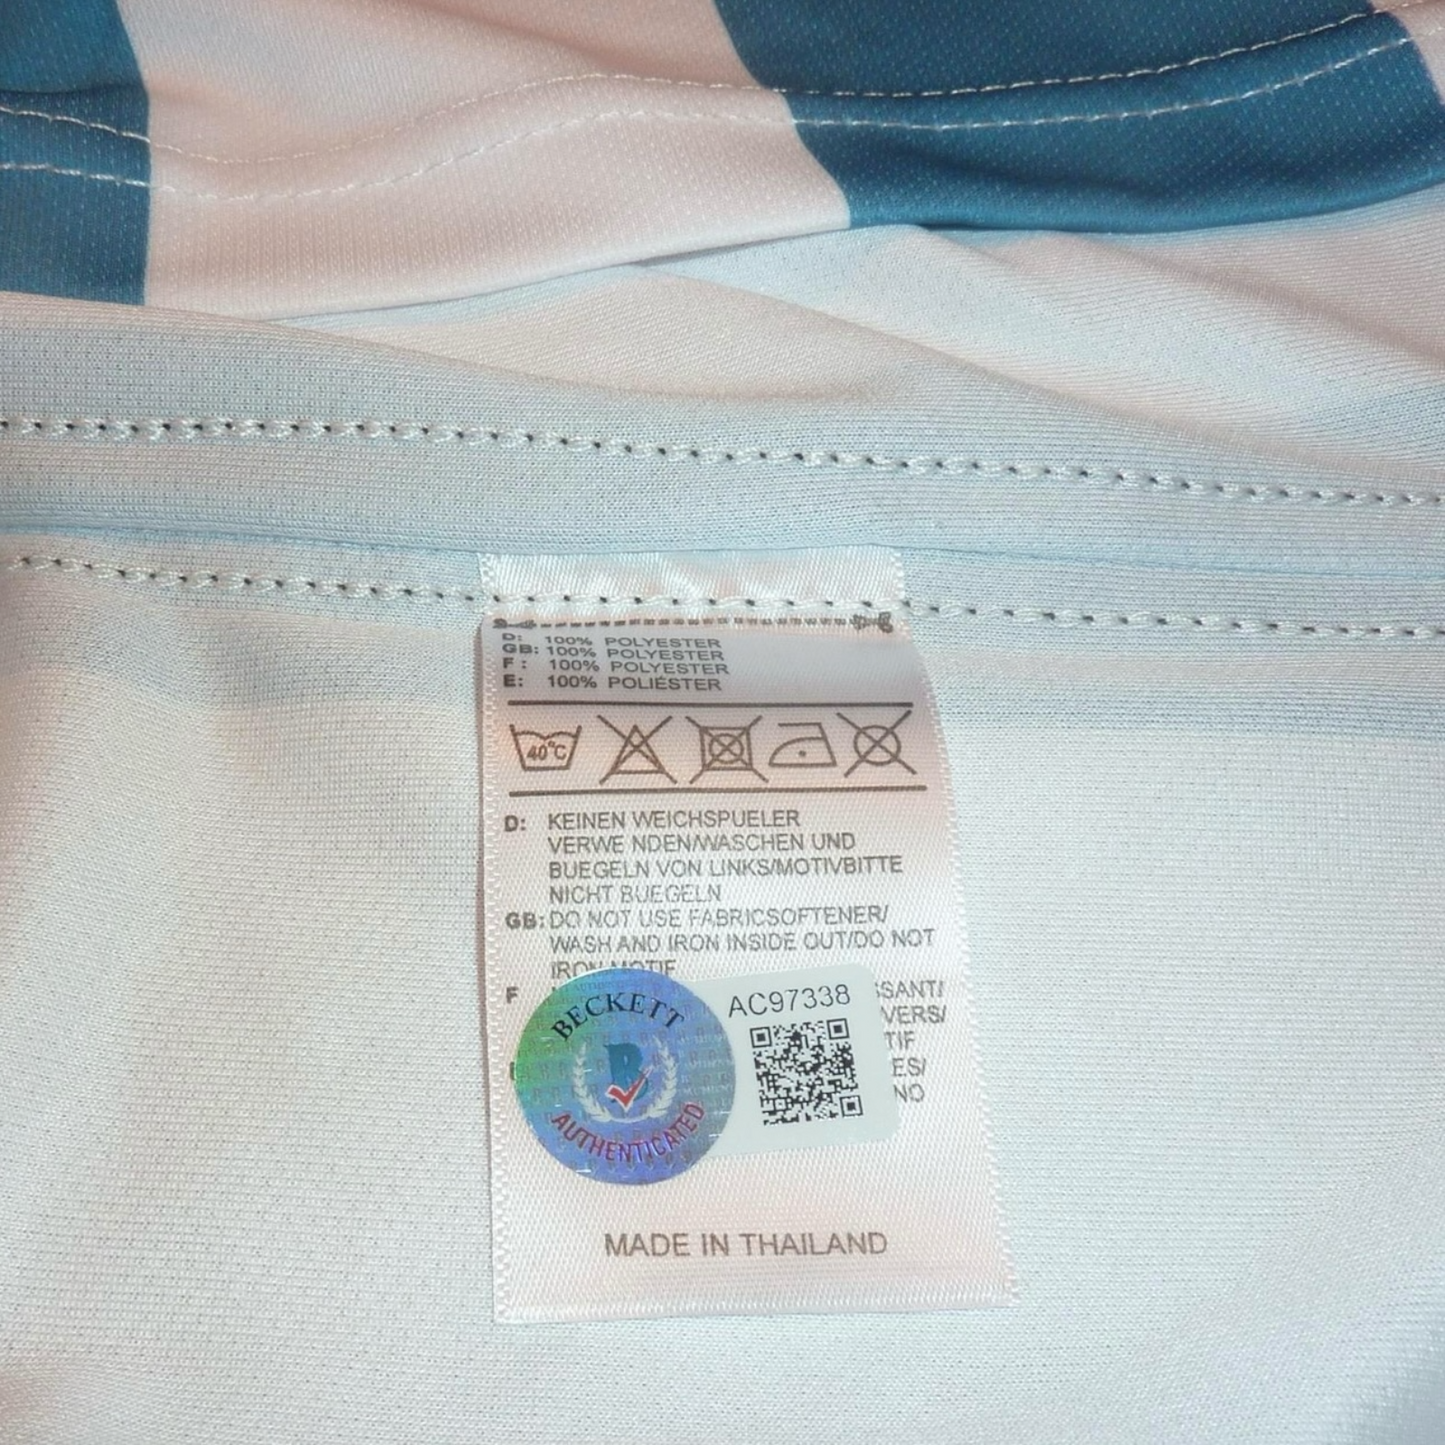 D: 100% POLYESTER
GB: 100% POLYESTER
F: 100% POLYESTER
E: 100% POLIÉSTER
40°C
D: KEINEN WEICHSPUELER
VERWE NDEN/WASCHEN UND
BUEGELN VON LINKS/MOTIVBITTE
NICHT BUEGELN
GB: DO NOT USE FABRICSOFTENER/
WASH AND IRON INSIDE OUT/DO NOT
IRON MOTIF
F
BECKETT
B
AUTHENTICATED
AC97338
NO
MADE IN THAILAND